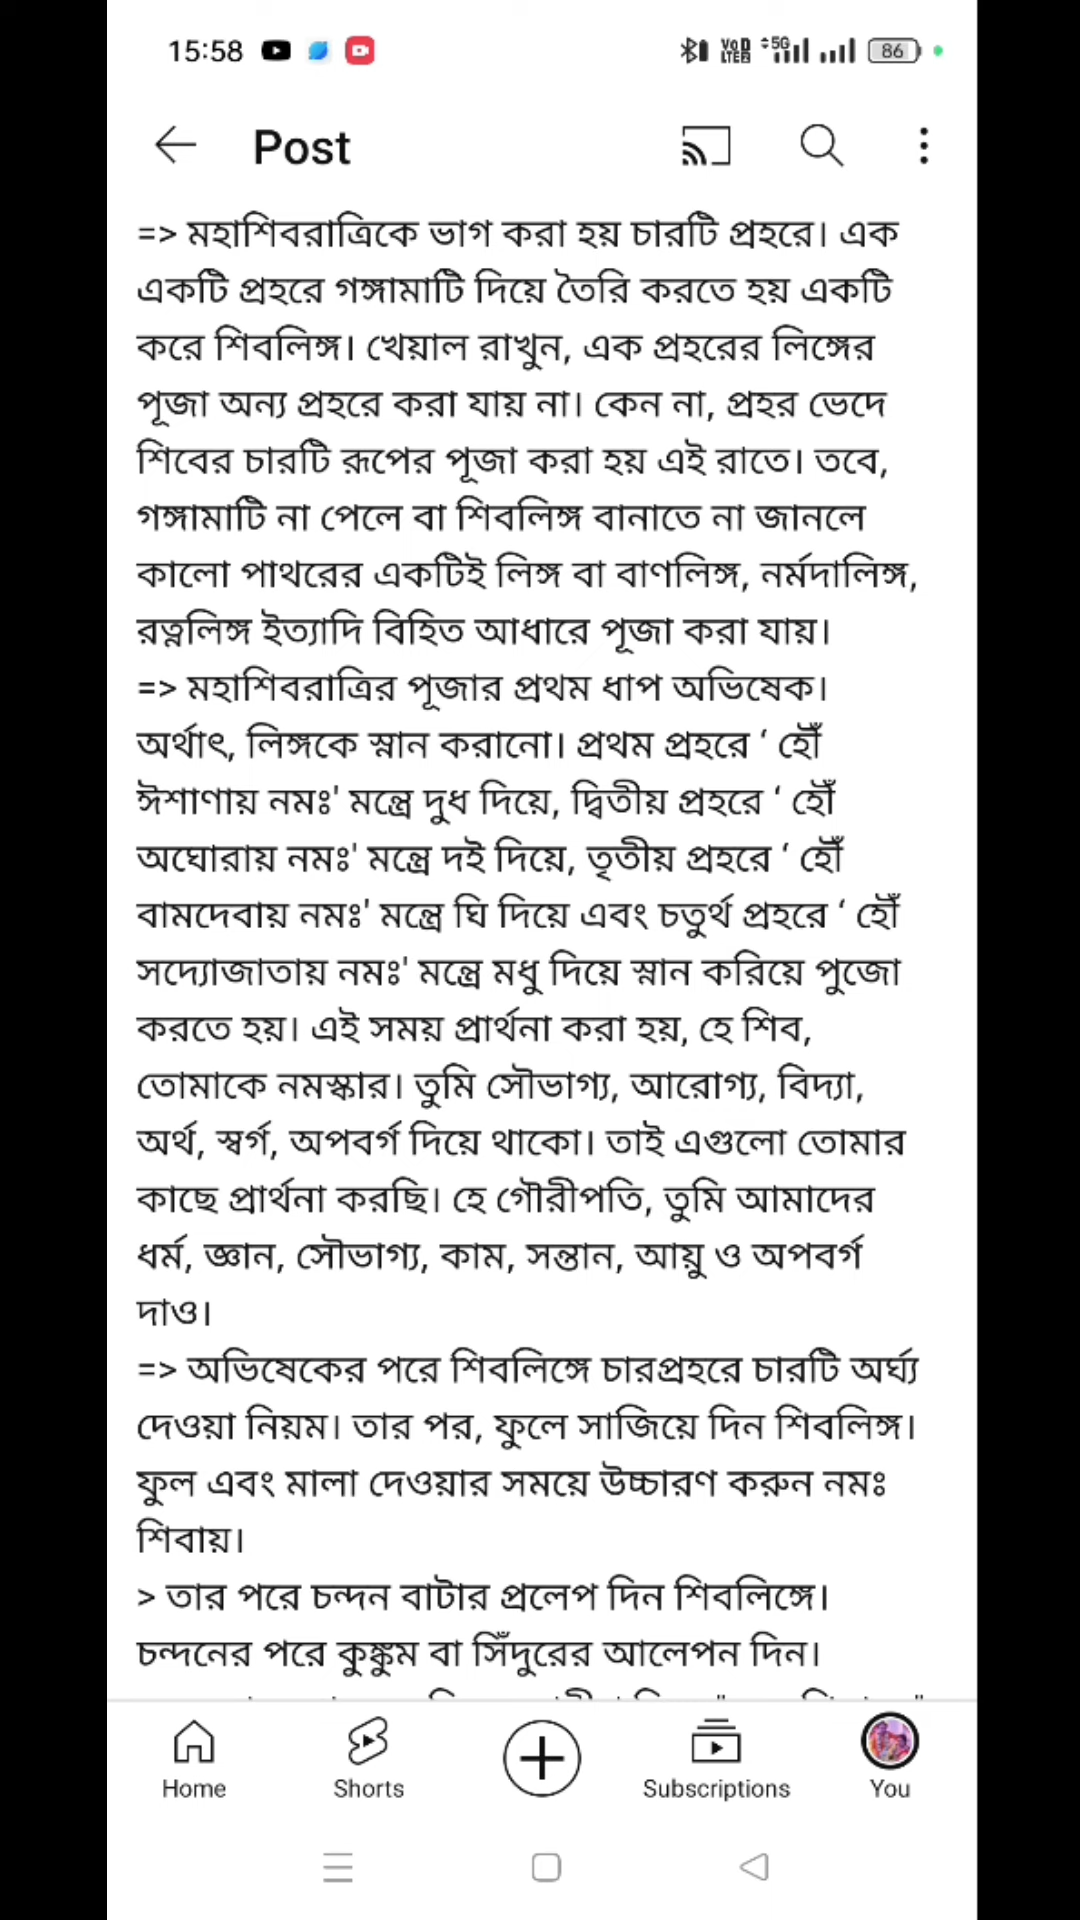 15:58 VoD LTE2 5G 86
Post
=> মহাশিবরাত্রিকে ভাগ করা হয় চারটি প্রহরে। এক
একটি প্রহরে গঙ্গামাটি দিয়ে তৈরি করতে হয় একটি
করে শিবলিঙ্গ। খেয়াল রাখুন, এক প্রহরের লিঙ্গের
পূজা অন্য প্রহরে করা যায় না। কেন না, প্রহর ভেদে
শিবের চারটি রূপের পূজা করা হয় এই রাতে। তবে,
গঙ্গামাটি না পেলে বা শিবলিঙ্গ বানাতে না জানলে
কালো পাথরের একটিই লিঙ্গ বা বাণলিঙ্গ, নর্মদালিঙ্গ,
রত্নলিঙ্গ ইত্যাদি বিহিত আধারে পূজা করা যায়।
=> মহাশিবরাত্রির পূজার প্রথম ধাপ অভিষেক।
অর্থাৎ, লিঙ্গকে স্নান করানো। প্রথম প্রহরে ‘ হৌঁ
ঈশাণায় নমঃ' মন্ত্রে দুধ দিয়ে, দ্বিতীয় প্রহরে ‘ হৌঁ
অঘোরায় নমঃ' মন্ত্রে দই দিয়ে, তৃতীয় প্রহরে ‘ হৌঁ
বামদেবায় নমঃ' মন্ত্রে ঘি দিয়ে এবং চতুর্থ প্রহরে ‘ হৌঁ
সদ্যোজাতায় নমঃ' মন্ত্রে মধু দিয়ে স্নান করিয়ে পুজো
করতে হয়। এই সময় প্রার্থনা করা হয়, হে শিব,
তোমাকে নমস্কার। তুমি সৌভাগ্য, আরোগ্য, বিদ্যা,
অর্থ, স্বর্গ, অপবর্গ দিয়ে থাকো। তাই এগুলো তোমার
কাছে প্রার্থনা করছি। হে গৌরীপতি, তুমি আমাদের
ধর্ম, জ্ঞান, সৌভাগ্য, কাম, সন্তান, আয়ু ও অপবর্গ
দাও।
=> অভিষেকের পরে শিবলিঙ্গে চারপ্রহরে চারটি অর্ঘ্য
দেওয়া নিয়ম। তার পর, ফুলে সাজিয়ে দিন শিবলিঙ্গ।
ফুল এবং মালা দেওয়ার সময়ে উচ্চারণ করুন নমঃ
শিবায়।
> তার পরে চন্দন বাটার প্রলেপ দিন শিবলিঙ্গে।
চন্দনের পরে কুঙ্কুম বা সিঁদুরের আলেপন দিন।
Home Shorts Subscriptions You